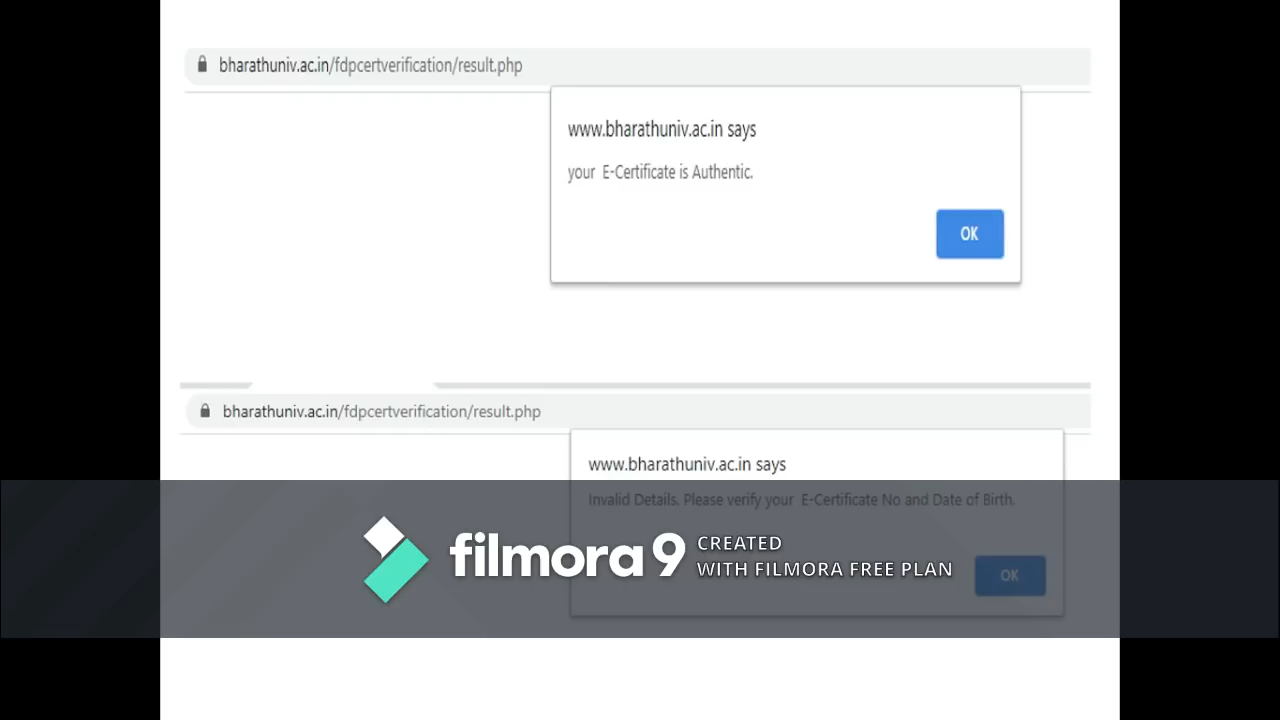 bharathuniv.ac.in/fdpcertverification/result.php
www.bharathuniv.ac.in says
your E-Certificate is Authentic.
OK
bharathuniv.ac.in/fdpcertverification/result.php
www.bharathuniv.ac.in says
Invalid Details. Please verify your E-Certificate No and Date of Birth.
OK
filmora9
CREATED
WITH FILMORA FREE PLAN